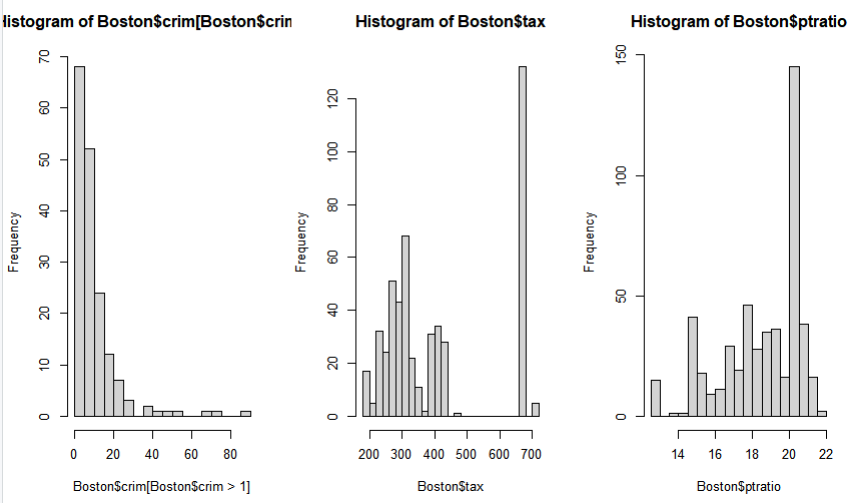 Histogram of Boston$crim[Boston$crin
Frequency
0 10 20 30 40 50 60 70
0 20 40 60 80
Boston$crim[Boston$crim > 1]
Histogram of Boston$tax
Frequency
0 20 40 60 80 100 120
200 300 400 500 600 700
Boston$tax
Histogram of Boston$ptratio
Frequency
0 50 100 150
14 16 18 20 22
Boston$ptratio